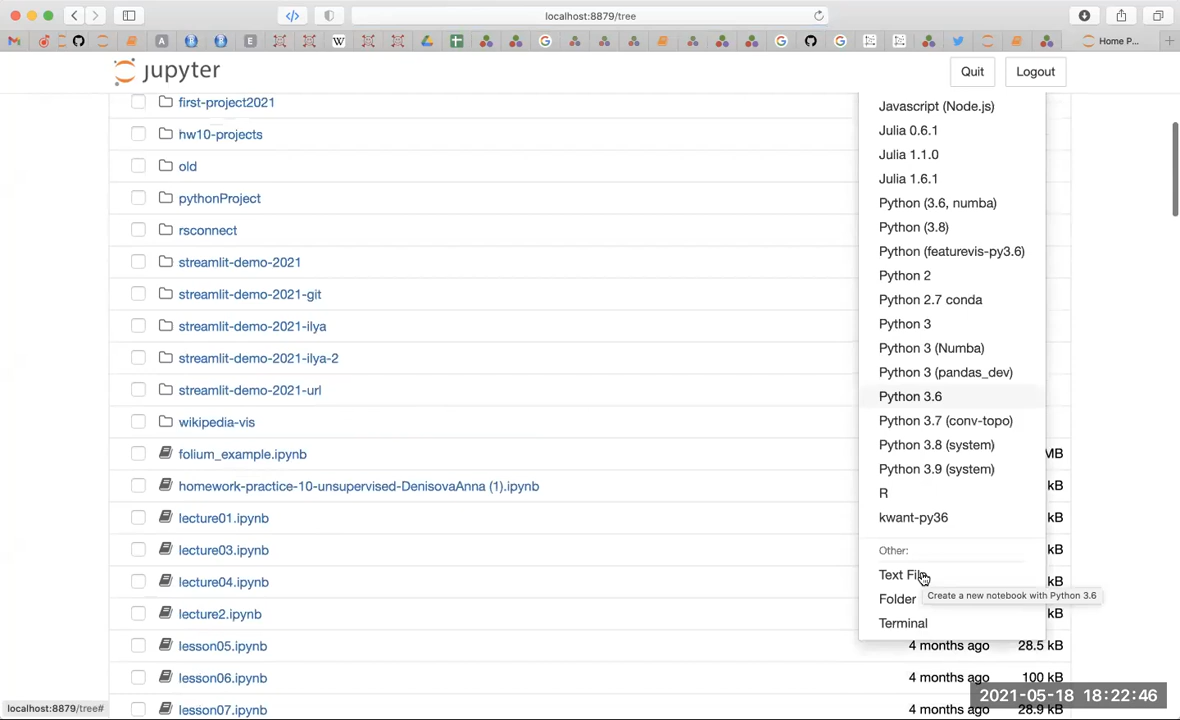 localhost:8879/tree
Home P...
jupyter
Quit
Logout
first-project2021
hw10-projects
old
pythonProject
rsconnect
streamlit-demo-2021
streamlit-demo-2021-git
streamlit-demo-2021-ilya
streamlit-demo-2021-ilya-2
streamlit-demo-2021-url
wikipedia-vis
folium_example.ipynb
MB
homework-practice-10-unsupervised-DenisovaAnna (1).ipynb
kB
lecture01.ipynb
kB
lecture03.ipynb
kB
lecture04.ipynb
kB
lecture2.ipynb
kB
lesson05.ipynb
4 months ago
28.5 kB
lesson06.ipynb
4 months ago
100 kB
lesson07.ipynb
4 months ago
28.9 kB
Javascript (Node.js)
Julia 0.6.1
Julia 1.1.0
Julia 1.6.1
Python (3.6, numba)
Python (3.8)
Python (featurevis-py3.6)
Python 2
Python 2.7 conda
Python 3
Python 3 (Numba)
Python 3 (pandas_dev)
Python 3.6
Python 3.7 (conv-topo)
Python 3.8 (system)
Python 3.9 (system)
R
kwant-py36
Other:
Text File
Create a new notebook with Python 3.6
Folder
Terminal
localhost:8879/tree#
2021-05-18 18:22:46